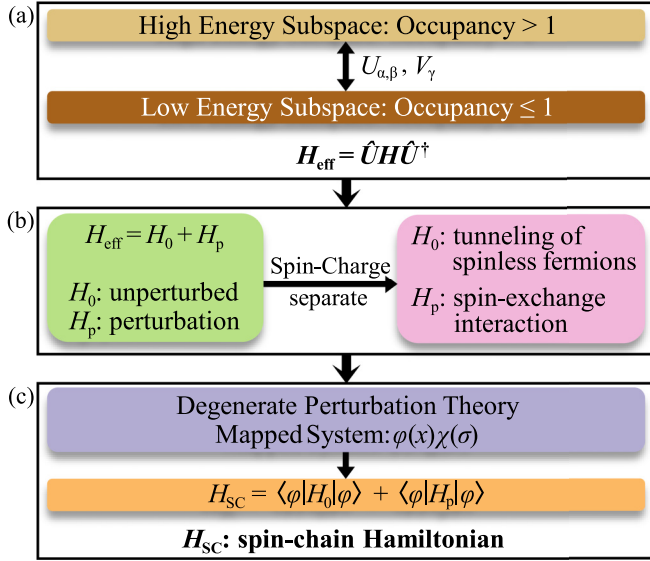 (a)
High Energy Subspace: Occupancy > 1
U_{α,β}, V_γ
Low Energy Subspace: Occupancy ≤ 1
H_eff = ÛHÛ†
(b)
H_eff = H_0 + H_p
H_0: unperturbed
H_p: perturbation
Spin-Charge
separate
H_0: tunneling of
spinless fermions
H_p: spin-exchange
interaction
(c)
Degenerate Perturbation Theory
Mapped System: φ(x)χ(σ)
H_SC = ⟨φ|H_0|φ⟩ + ⟨φ|H_p|φ⟩
H_SC: spin-chain Hamiltonian